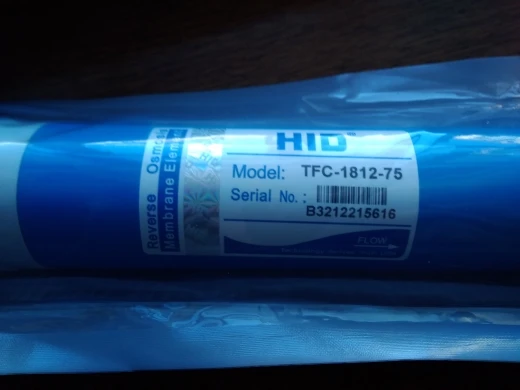 HID
Reverse Osmosis
Membrane Element
Model: TFC-1812-75
Serial No.:
B3212215616
FLOW